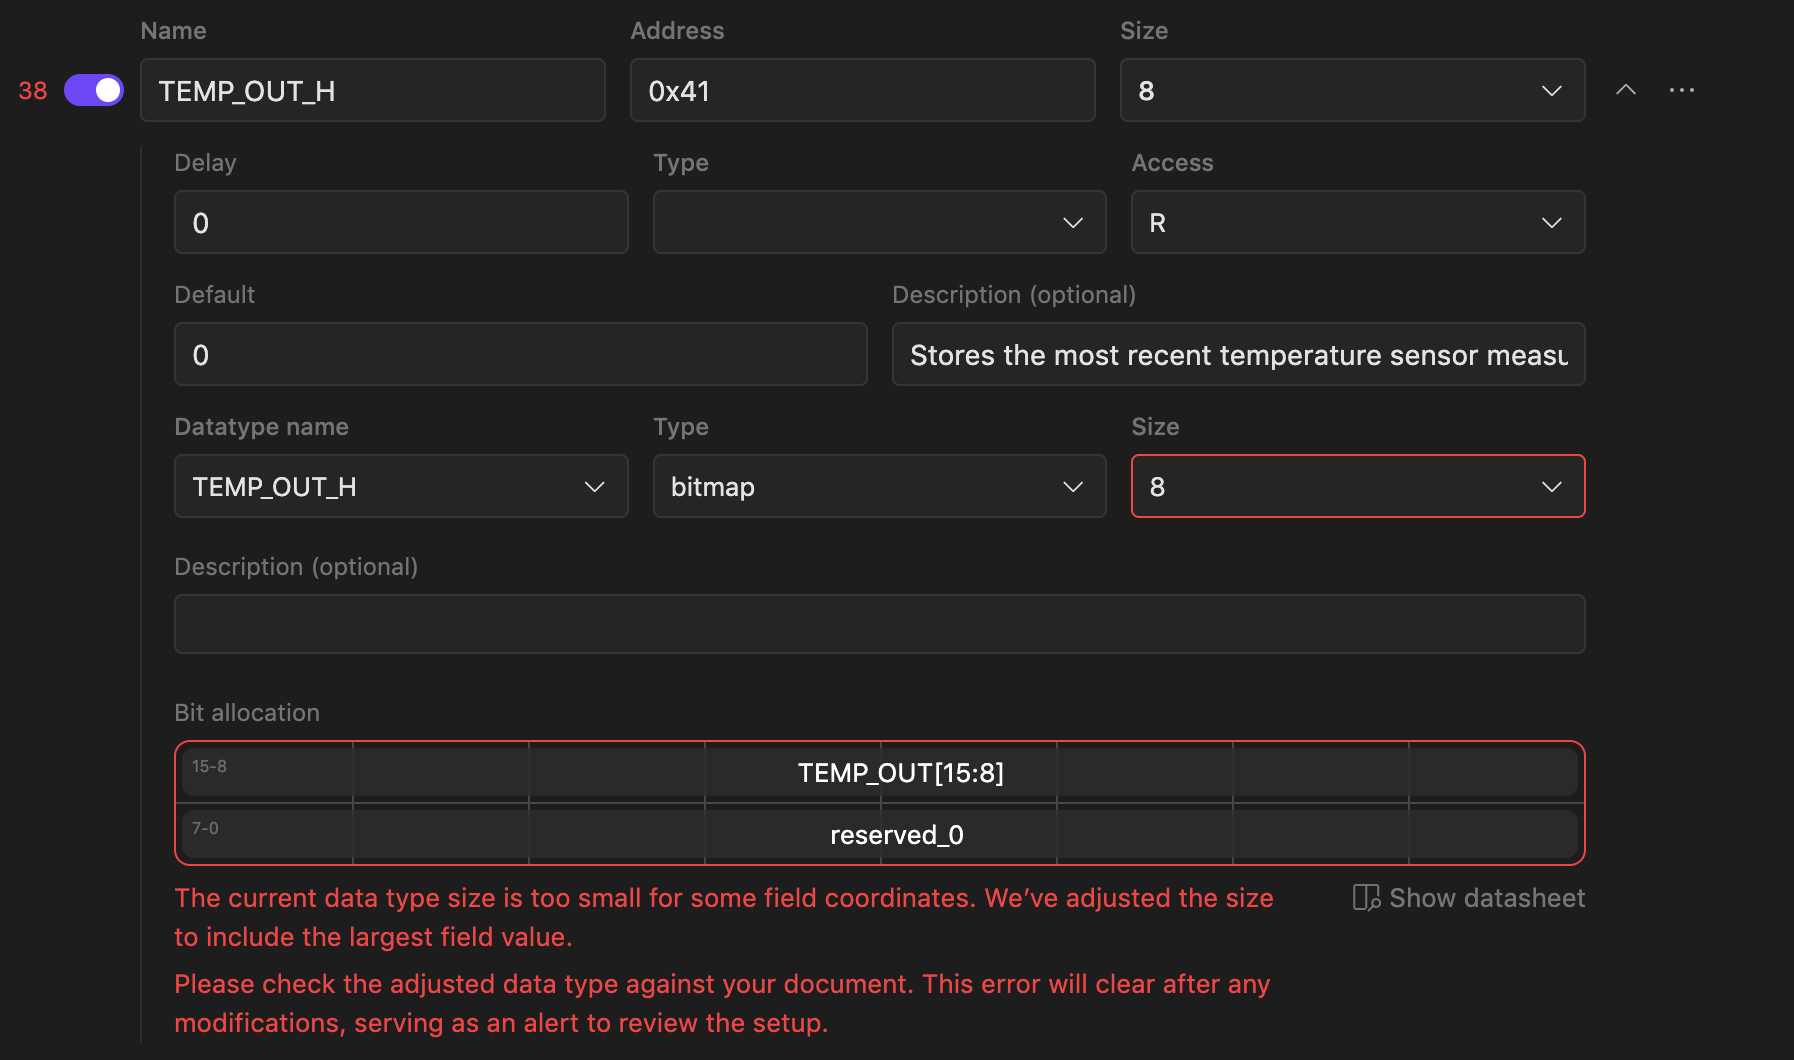 Name
Address
Size
38
TEMP_OUT_H
0x41
8
Delay
Type
Access
0
R
Default
Description (optional)
0
Stores the most recent temperature sensor measu
Datatype name
Type
Size
TEMP_OUT_H
bitmap
8
Description (optional)
Bit allocation
15-8
TEMP_OUT[15:8]
7-0
reserved_0
The current data type size is too small for some field coordinates. We’ve adjusted the size
to include the largest field value.
Show datasheet
Please check the adjusted data type against your document. This error will clear after any
modifications, serving as an alert to review the setup.